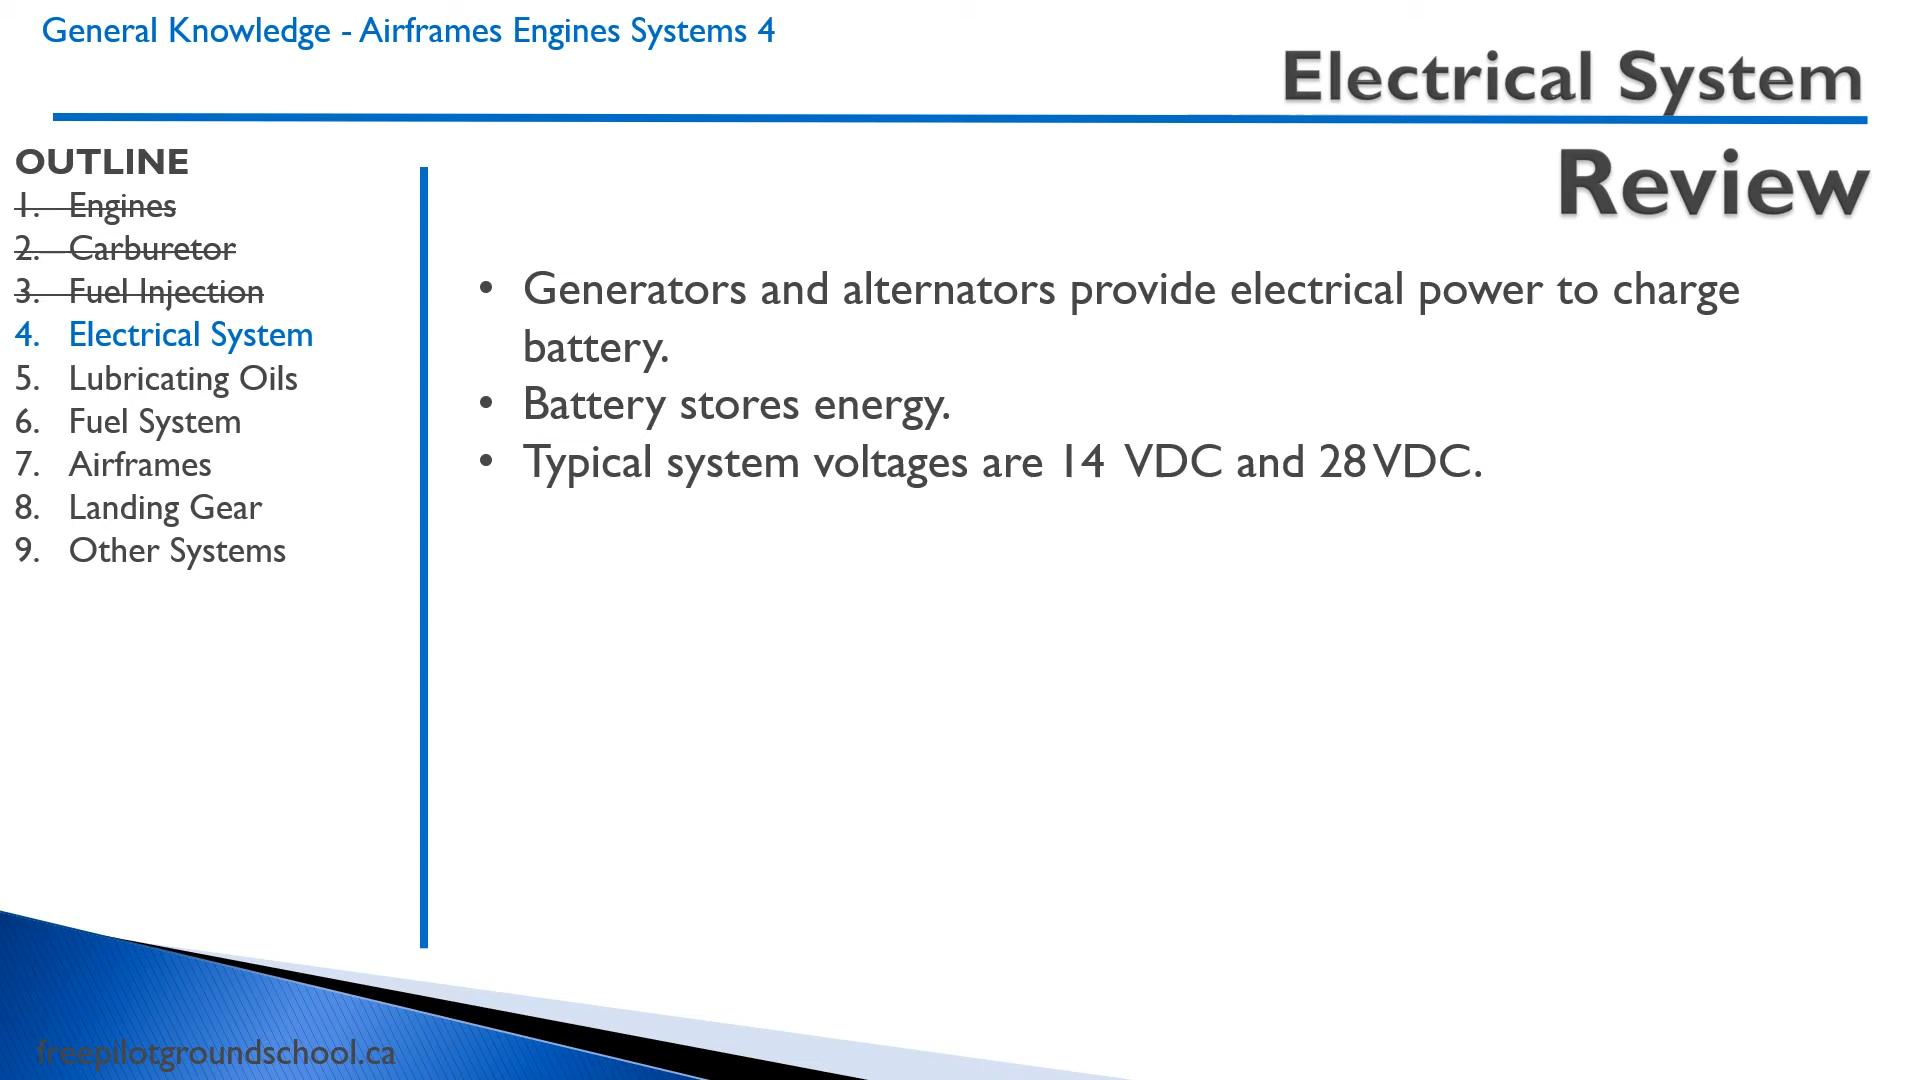 General Knowledge - Airframes Engines Systems 4
Electrical System
Review
OUTLINE
1. Engines
2. Carburetor
3. Fuel Injection
4. Electrical System
5. Lubricating Oils
6. Fuel System
7. Airframes
8. Landing Gear
9. Other Systems
• Generators and alternators provide electrical power to charge
battery.
• Battery stores energy.
• Typical system voltages are 14 VDC and 28 VDC.
freepilotgroundschool.ca